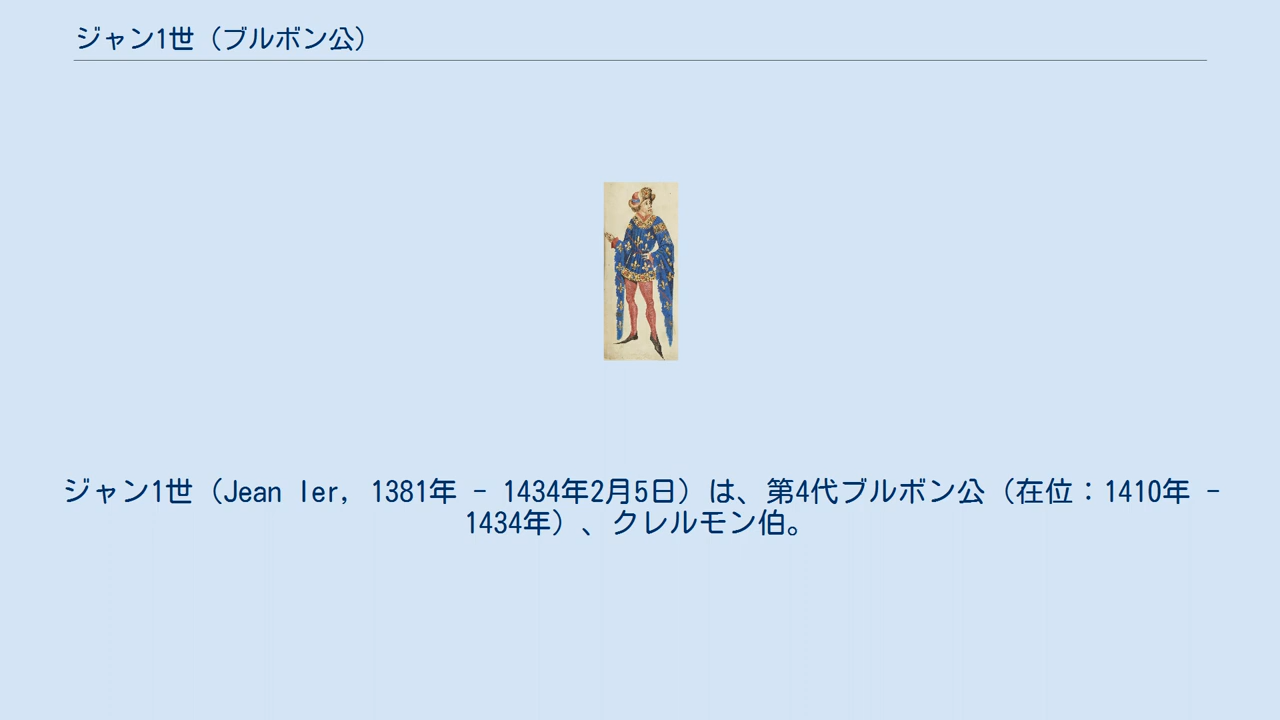 ジャン1世（ブルボン公）
ジャン1世（Jean Ier, 1381年 - 1434年2月5日）は、第4代ブルボン公（在位：1410年 -
1434年）、クレルモン伯。